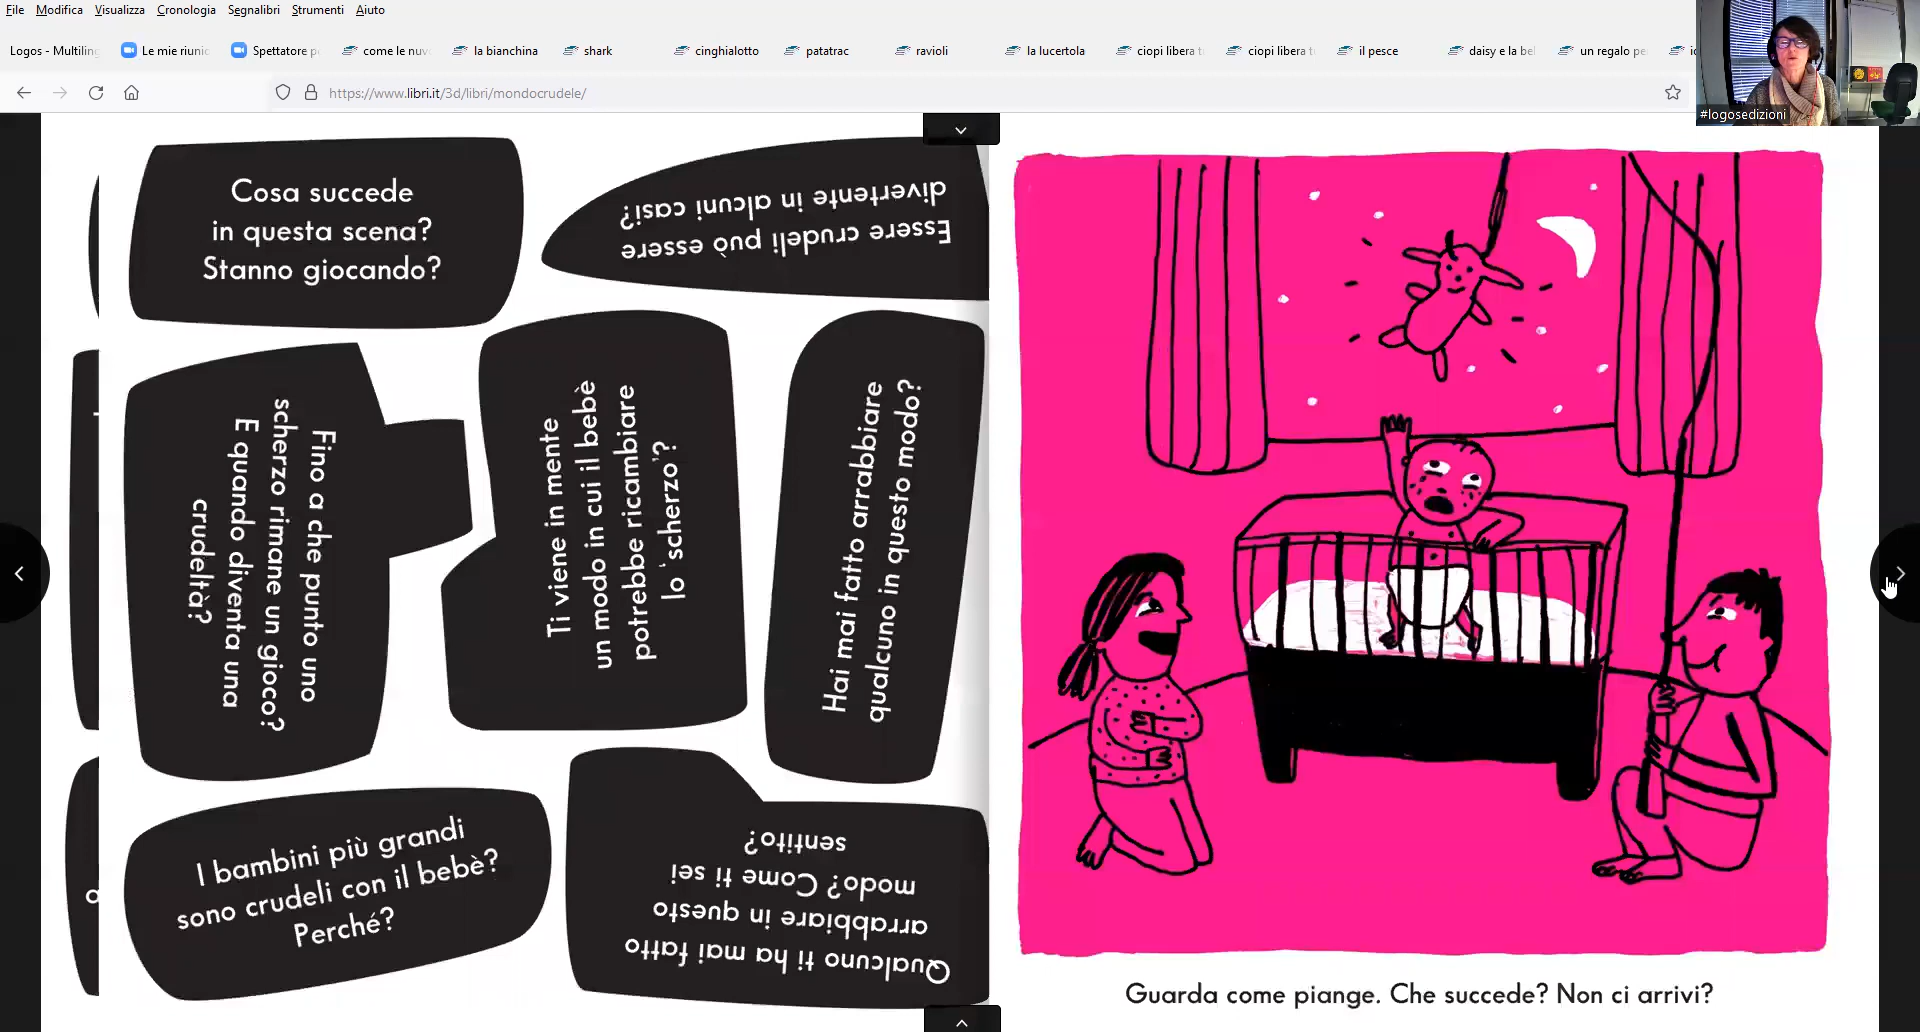 File Modifica Visualizza Cronologia Segnalibri Strumenti Aiuto
Logos - Multiling Le mie riunic Spettatore come le nuv la bianchina shark cinghialotto patatrac ravioli la lucertola ciopi libera ciopi libera il pesce daisy e la bel un regalo pe
https://www.libri.it/3d/libri/mondocrudele/
#logosedizioni
Cosa succede
in questa scena?
Stanno giocando?
Essere crudeli può essere
divertente in alcuni casi?
Fino a che punto uno
scherzo rimane un gioco?
E quando diventa una
crudeltà?
Ti viene in mente
un modo in cui il bebè
potrebbe ricambiare
lo 'scherzo'?
Hai mai fatto arrabbiare
qualcuno in questo modo?
I bambini più grandi
sono crudeli con il bebè?
Perché?
Qualcuno ti ha mai fatto
arrabbiare in questo
modo? Come ti sei
sentito?
Guarda come piange. Che succede? Non ci arrivi?